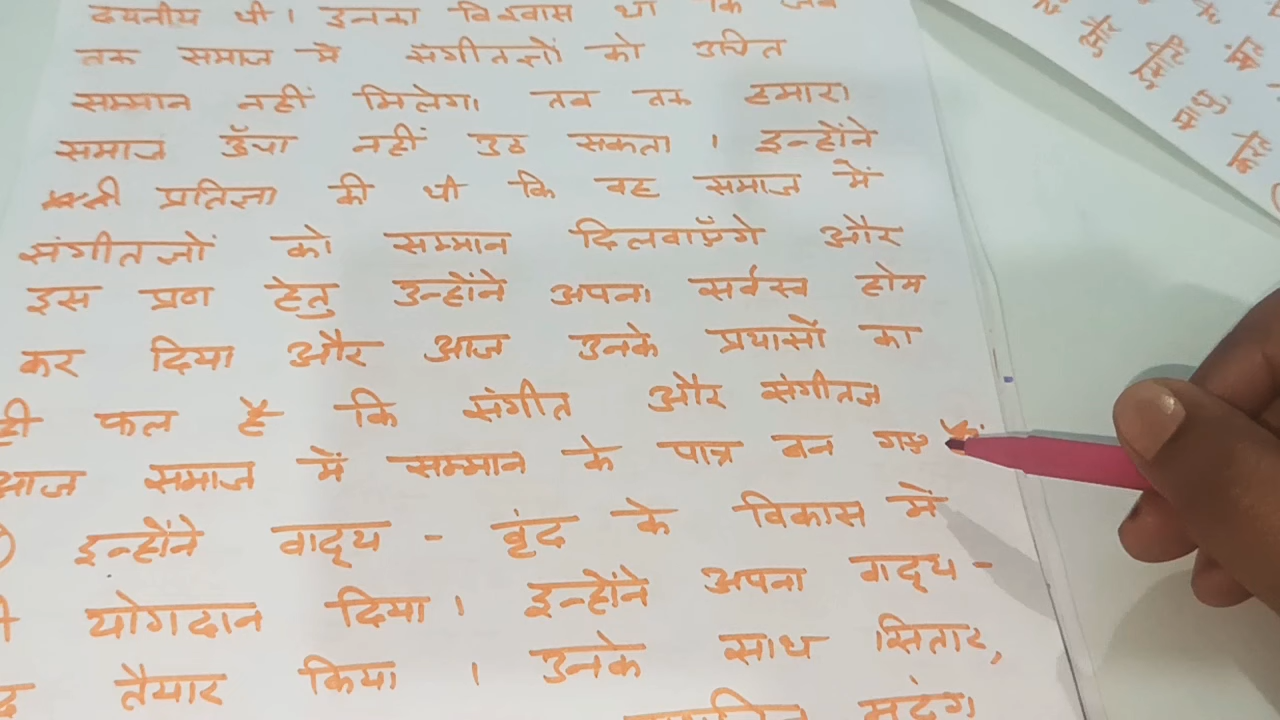 दयनीय थी। इनका विश्वास था कि जब
तक समाज मे संगीतज्ञों को उचित
सम्मान नहीं मिलेगा तब तक हमारा
समाज ऊँचा नहीं उठ सकता । इन्होंने
प्रतिज्ञा की थी कि वह समाज में
संगीतज्ञों को सम्मान दिलवाएँगे और
इस प्रण हेतु उन्होंने अपना सर्वस्व होम
कर दिया और आज उनके प्रयासों का
ही फल है कि संगीत और संगीतज्ञ
आज समाज में सम्मान के पात्र बन गए
इन्होंने वाद्य - वृंद के विकास में
योगदान दिया । इन्होंने अपना वाद्य -
तैयार किया । उनके साथ सितार,
मृदंग